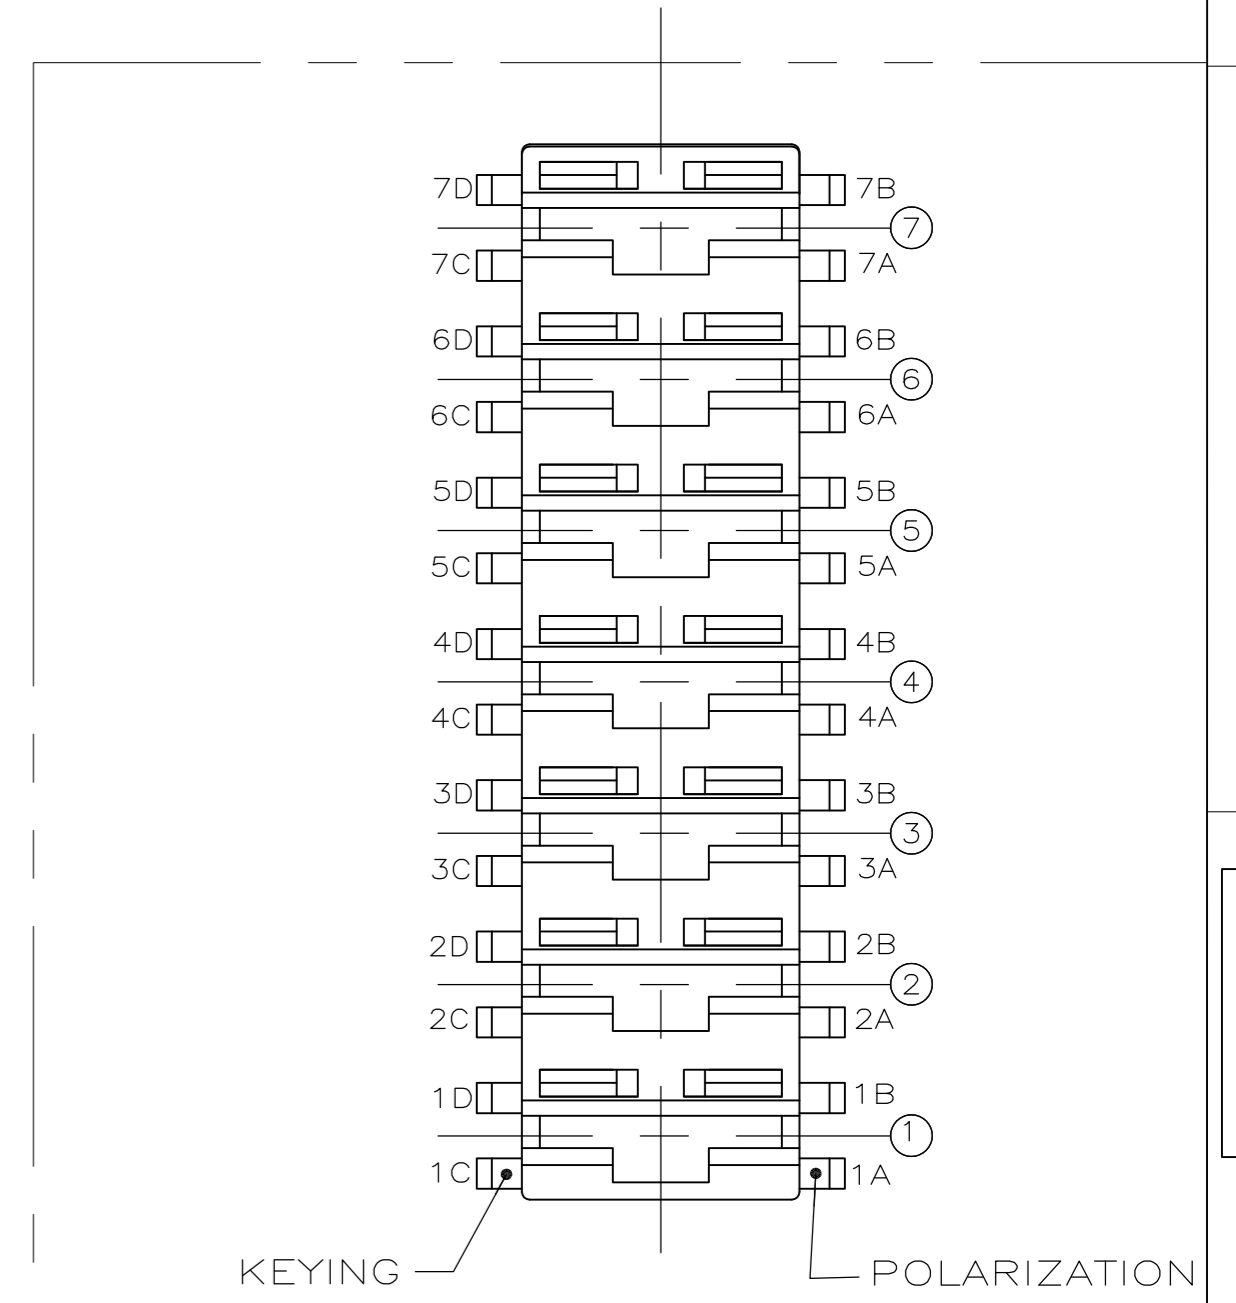 7D 7B
7
7C 7A
6D 6B
6
6C 6A
5D 5B
5
5C 5A
4D 4B
4
4C 4A
3D 3B
3
3C 3A
2D 2B
2
2C 2A
1D 1B
1
1C 1A
KEYING POLARIZATION